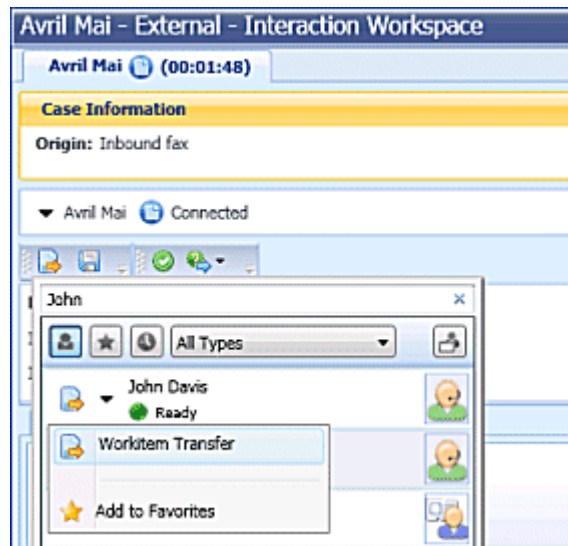 Avril Mai - External - Interaction Workspace
Avril Mai (00:01:48)
Case Information
Origin: Inbound fax
Avril Mai Connected
John
All Types
John Davis
Ready
Workitem Transfer
Add to Favorites